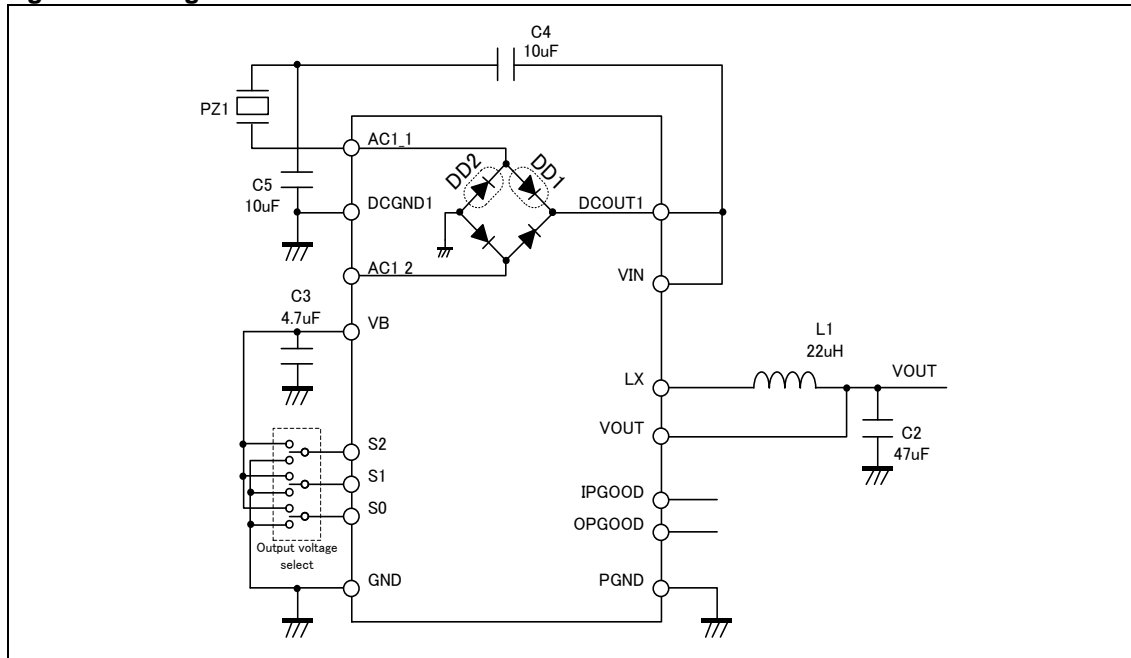 C4
10uF
PZ1
AC1_1
DD2
DD1
C5
10uF
DCGND1
DCOUT1
AC1_2
VIN
C3
4.7uF
VB
L1
22uH
LX
VOUT
VOUT
C2
47uF
S2
S1
S0
IPGOOD
OPGOOD
Output voltage
select
GND
PGND